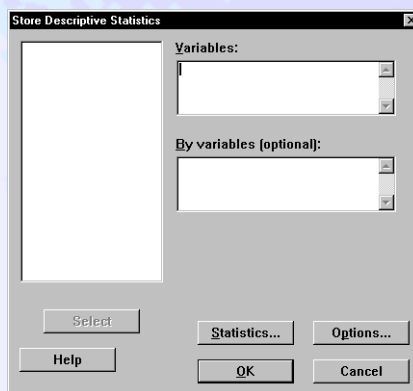 Store Descriptive Statistics
Variables:
By variables (optional):
Select
Statistics...
Options...
Help
OK
Cancel